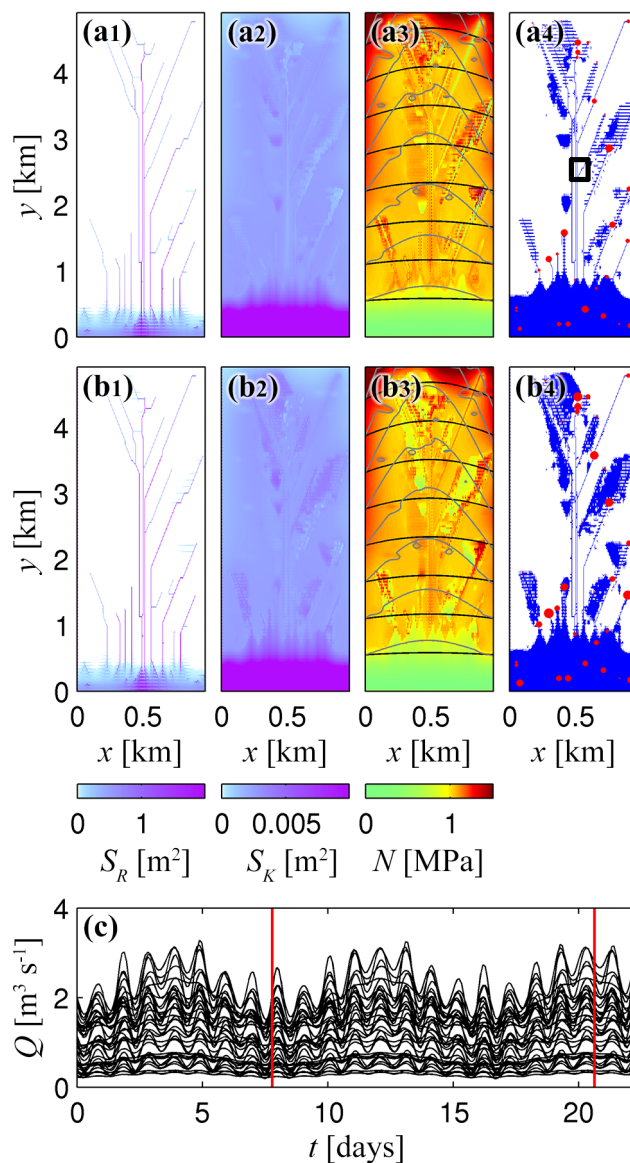 (a1) (a2) (a3) (a4)
4
3
y [km]
2
1
0
(b1) (b2) (b3) (b4)
4
3
y [km]
2
1
0
0 0.5 0 0.5 0 0.5 0 0.5
x [km] x [km] x [km] x [km]
0 1 0 0.005 0 1
S_R [m²] S_K [m²] N [MPa]
(c)
4
Q [m³ s⁻¹]
2
0
0 5 10 15 20
t [days]